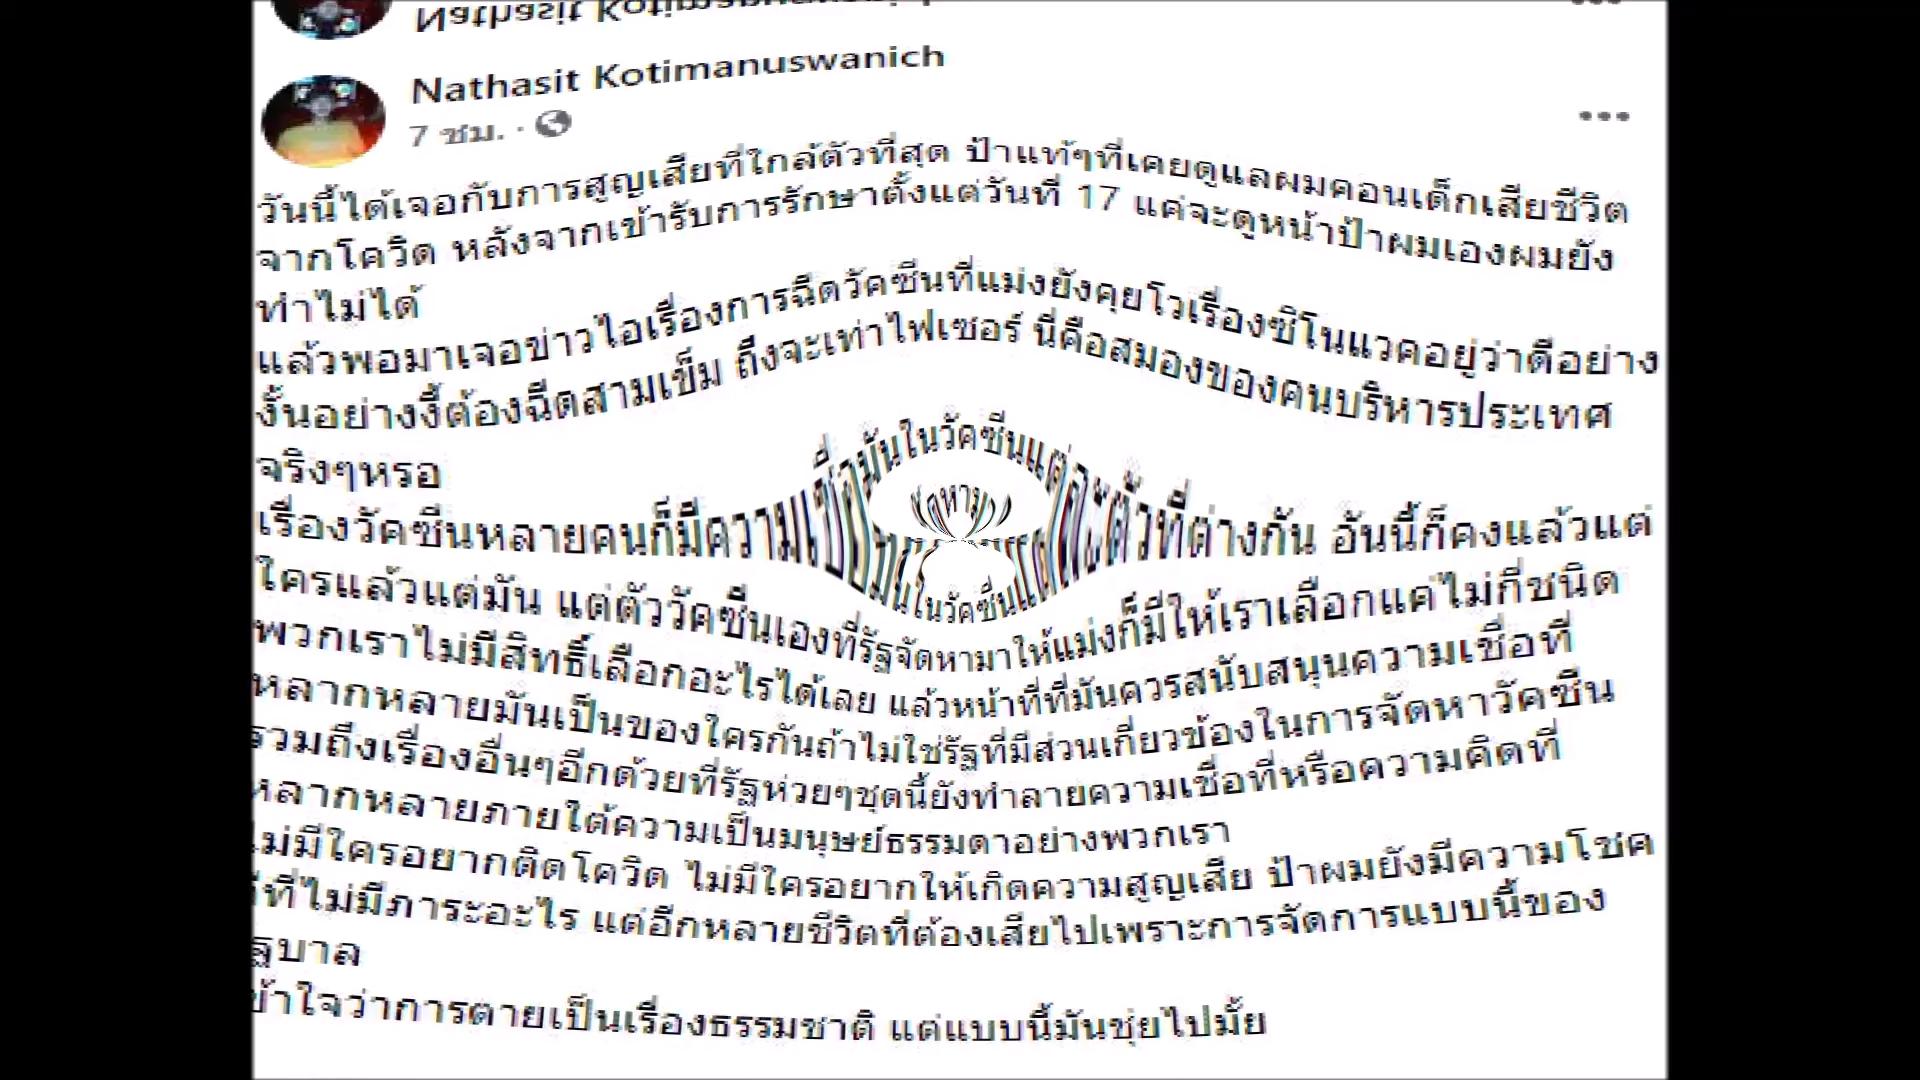 Nathasit Kotimanuswanich
Nathasit Kotimanuswanich
7 ชม.
วันนี้ได้เจอกับการสูญเสียที่ใกล้ตัวที่สุด ป้าแท้ๆที่เคยดูแลผมตอนเด็กเสียชีวิต
จากโควิด หลังจากเข้ารับการรักษาตั้งแต่วันที่ 17 แค่จะดูหน้าป้าผมเองผมยัง
ทำไม่ได้
แล้วพอมาเจอข่าวไอเรื่องการฉีดวัคซีนที่แม่งยังคุยโวเรื่องซิโนแวคอยู่ว่าดีอย่าง
งั้นอย่างงี้ต้องฉีดสามเข็ม ถึงจะเท่าไฟเซอร์ นี่คือสมองของคนบริหารประเทศ
จริงๆหรอ
เรื่องวัคซีนหลายคนก็มีความเชื่อมั่นในวัคซีนแต่ละตัวที่ต่างกัน อันนี้ก็คงแล้วแต่
ใครแล้วแต่มัน แต่ตัววัคซีนเองที่รัฐจัดหามาให้แม่งก็มีให้เราเลือกแค่ไม่กี่ชนิด
พวกเราไม่มีสิทธิ์เลือกอะไรได้เลย แล้วหน้าที่ที่มันควรสนับสนุนความเชื่อที่
หลากหลายมันเป็นของใครกันถ้าไม่ใช่รัฐที่มีส่วนเกี่ยวข้องในการจัดหาวัคซีน
รวมถึงเรื่องอื่นๆอีกด้วยที่รัฐห่วยๆชุดนี้ยังทำลายความเชื่อที่หรือความคิดที่
หลากหลายภายใต้ความเป็นมนุษย์ธรรมดาอย่างพวกเรา
ไม่มีใครอยากติดโควิด ไม่มีใครอยากให้เกิดความสูญเสีย ป้าผมยังมีความโชค
ดีที่ไม่มีภาระอะไร แต่อีกหลายชีวิตที่ต้องเสียไปเพราะการจัดการแบบนี้ของ
รัฐบาล
เข้าใจว่าการตายเป็นเรื่องธรรมชาติ แต่แบบนี้มันชุ่ยไปมั้ย